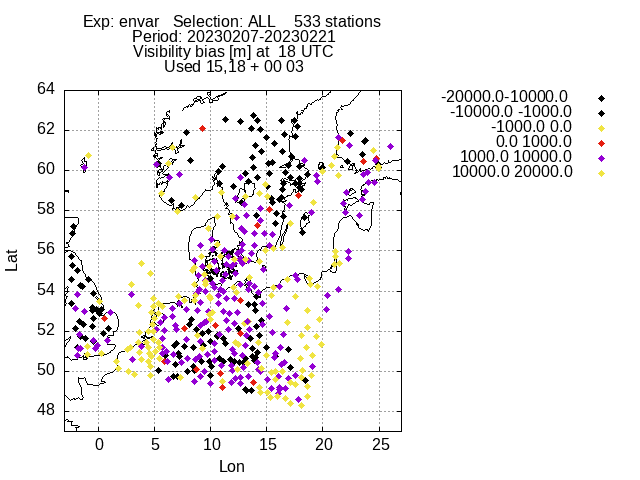 Exp: envar   Selection: ALL    533 stations
Period: 20230207-20230221
Visibility bias [m] at  18 UTC
Used 15,18 + 00 03
64
62
60
58
56
54
52
50
48
0 5 10 15 20 25
Lat
Lon
-20000.0-10000.0
-10000.0 -1000.0
-1000.0 0.0
0.0 1000.0
1000.0 10000.0
10000.0 20000.0